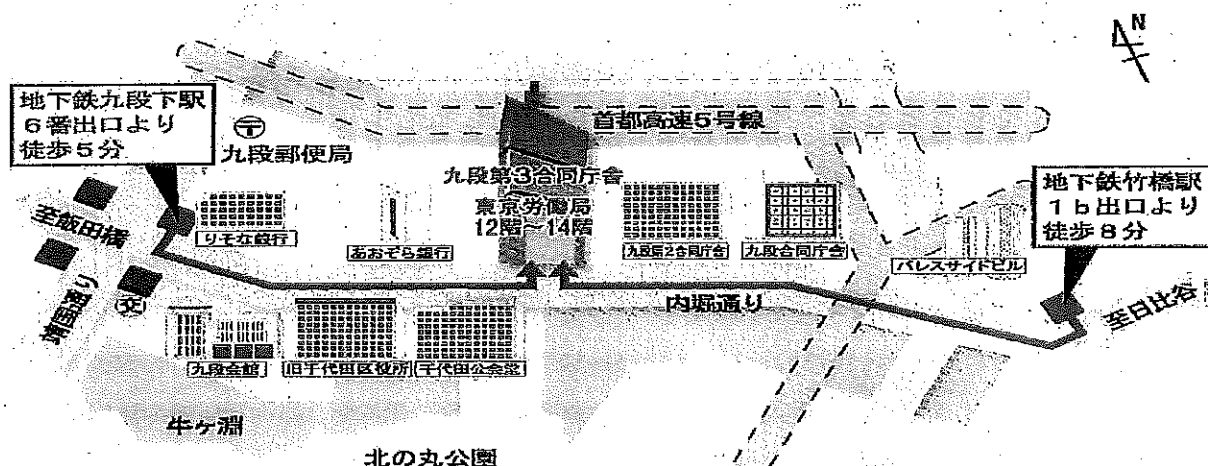 N
地下鉄九段下駅
6番出口より
徒歩5分
〒
九段郵便局
首都高速5号線
九段第3合同庁舎
東京労働局
12階～14階
地下鉄竹橋駅
1b出口より
徒歩8分
至飯田橋
りそな銀行
あおぞら銀行
九段第2合同庁舎
九段合同庁舎
パレスサイドビル
靖国通り
交
内堀通り
至日比谷
九段会館
旧千代田区役所
千代田公会堂
牛ヶ淵
北の丸公園